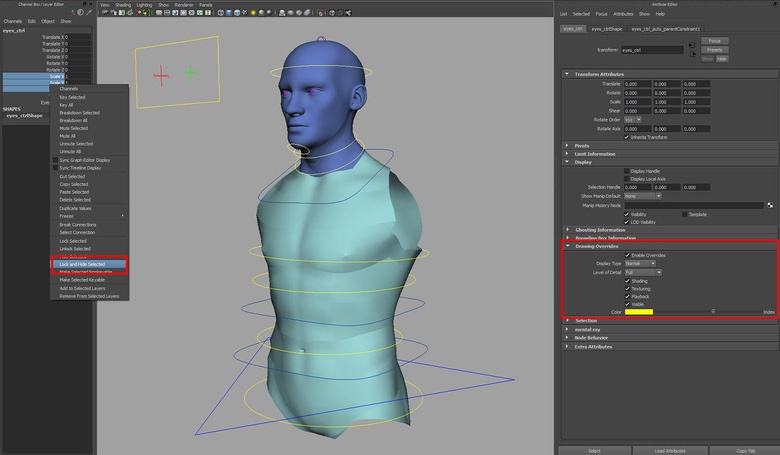 Channel Box / Layer Editor
Channels Edit Object Show
eyes_ctrl
Translate X 0
Translate Y 0
Translate Z 0
Rotate X 0
Rotate Y 0
Rotate Z 0
Scale X 1
SHAPES
eyes_ctrlShape
Channels
Key Selected
Key All
Breakdown Selected
Breakdown All
Mute Selected
Mute All
Unmute Selected
Unmute All
Sync Graph Editor Display
Sync Timeline Display
Cut Selected
Copy Selected
Paste Selected
Delete Selected
Duplicate Values
Freeze
Break Connections
Select Connection
Lock Selected
Unlock Selected
Hide Selected
Lock and Hide Selected
Make Selected Nonkeyable
Make Selected Keyable
Add to Selected Layers
Remove From Selected Layers
View Shading Lighting Show Renderer Panels
Attribute Editor
List Selected Focus Attributes Show Help
eyes_ctrl eyes_ctrlShape eyes_ctrl_auto_parentConstraint1
transform: eyes_ctrl
Focus
Presets
Show Hide
Transform Attributes
Translate 0.000 0.000 0.000
Rotate 0.000 0.000 0.000
Scale 1.000 1.000 1.000
Shear 0.000 0.000 0.000
Rotate Order xyz
Rotate Axis 0.000 0.000 0.000
Inherits Transform
Pivots
Limit Information
Display
Display Handle
Display Local Axis
Selection Handle 0.000 0.000 0.000
Show Manip Default None
Manip History Node
Visibility Template
LOD Visibility
Ghosting Information
Bounding Box Information
Drawing Overrides
Enable Overrides
Display Type Normal
Level of Detail Full
Shading
Texturing
Playback
Visible
Color Index
Selection
mental ray
Node Behavior
Extra Attributes
Select Load Attributes Copy Tab